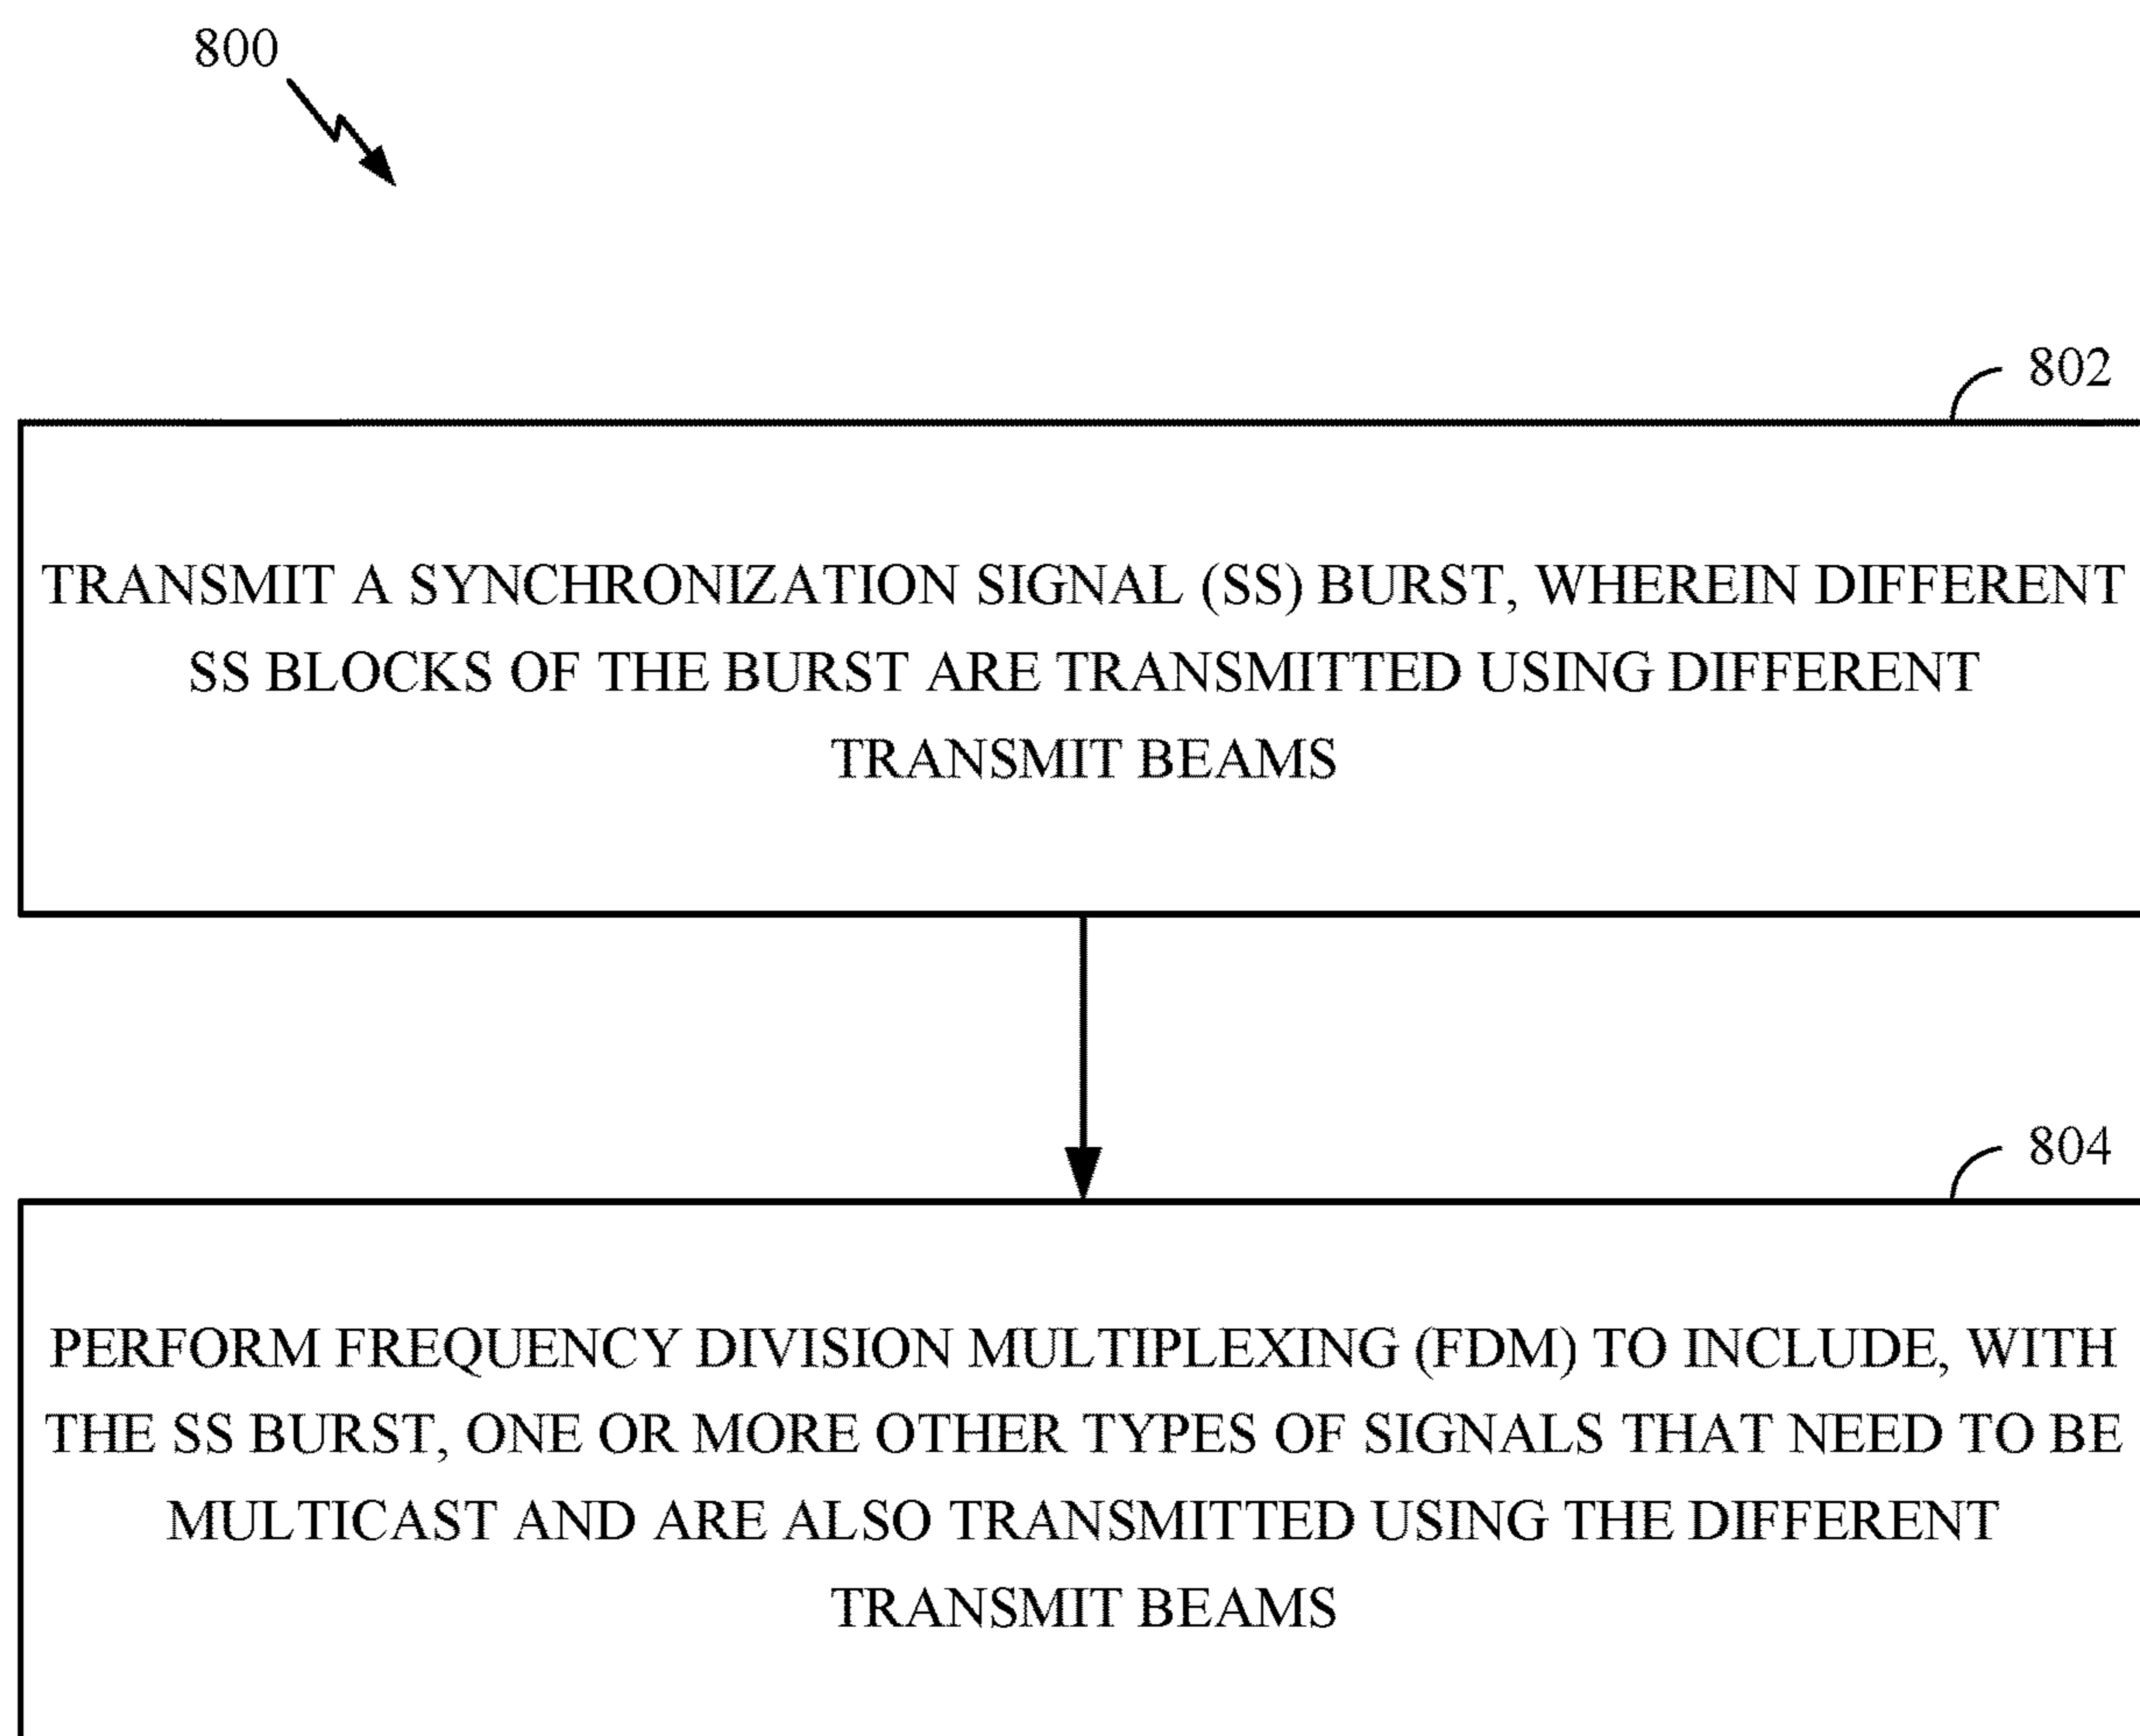 800
802
TRANSMIT A SYNCHRONIZATION SIGNAL (SS) BURST, WHEREIN DIFFERENT
SS BLOCKS OF THE BURST ARE TRANSMITTED USING DIFFERENT
TRANSMIT BEAMS
804
PERFORM FREQUENCY DIVISION MULTIPLEXING (FDM) TO INCLUDE, WITH
THE SS BURST, ONE OR MORE OTHER TYPES OF SIGNALS THAT NEED TO BE
MULTICAST AND ARE ALSO TRANSMITTED USING THE DIFFERENT
TRANSMIT BEAMS